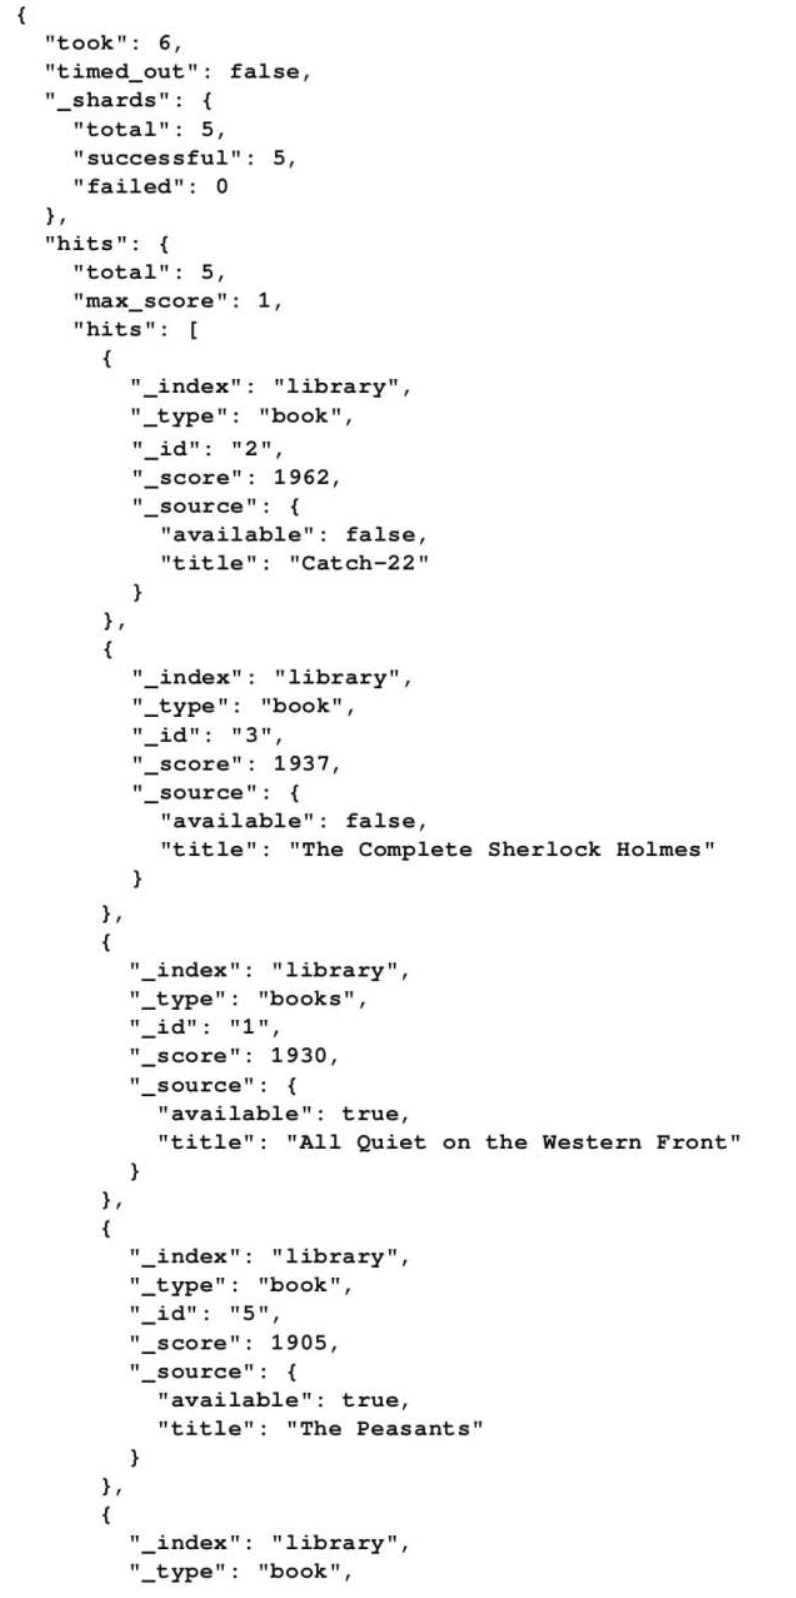 {
  "took": 6,
  "timed_out": false,
  "_shards": {
    "total": 5,
    "successful": 5,
    "failed": 0
  },
  "hits": {
    "total": 5,
    "max_score": 1,
    "hits": [
      {
        "_index": "library",
        "_type": "book",
        "_id": "2",
        "_score": 1962,
        "_source": {
          "available": false,
          "title": "Catch-22"
        }
      },
      {
        "_index": "library",
        "_type": "book",
        "_id": "3",
        "_score": 1937,
        "_source": {
          "available": false,
          "title": "The Complete Sherlock Holmes"
        }
      },
      {
        "_index": "library",
        "_type": "books",
        "_id": "1",
        "_score": 1930,
        "_source": {
          "available": true,
          "title": "All Quiet on the Western Front"
        }
      },
      {
        "_index": "library",
        "_type": "book",
        "_id": "5",
        "_score": 1905,
        "_source": {
          "available": true,
          "title": "The Peasants"
        }
      },
      {
        "_index": "library",
        "_type": "book",